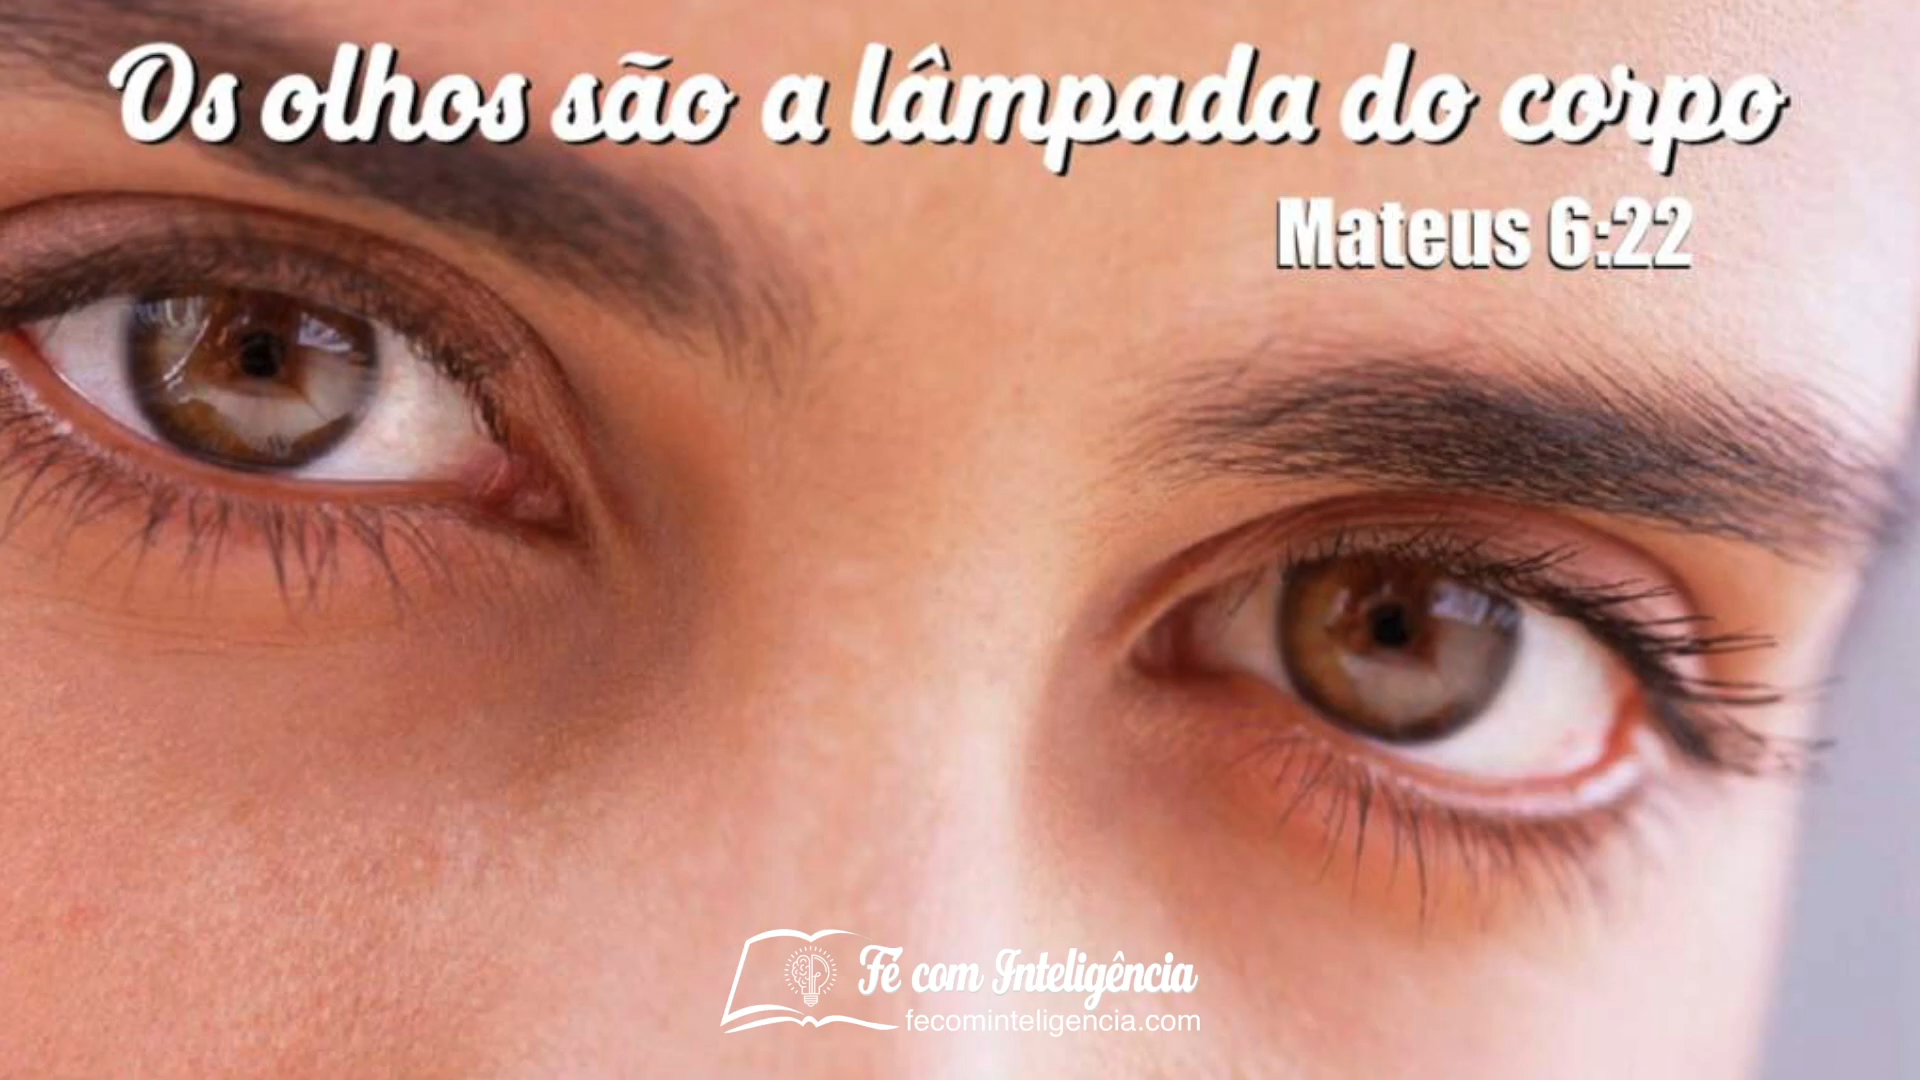 Os olhos são a lâmpada do corpo
Mateus 6:22
Fé com Inteligência
fecominteligencia.com